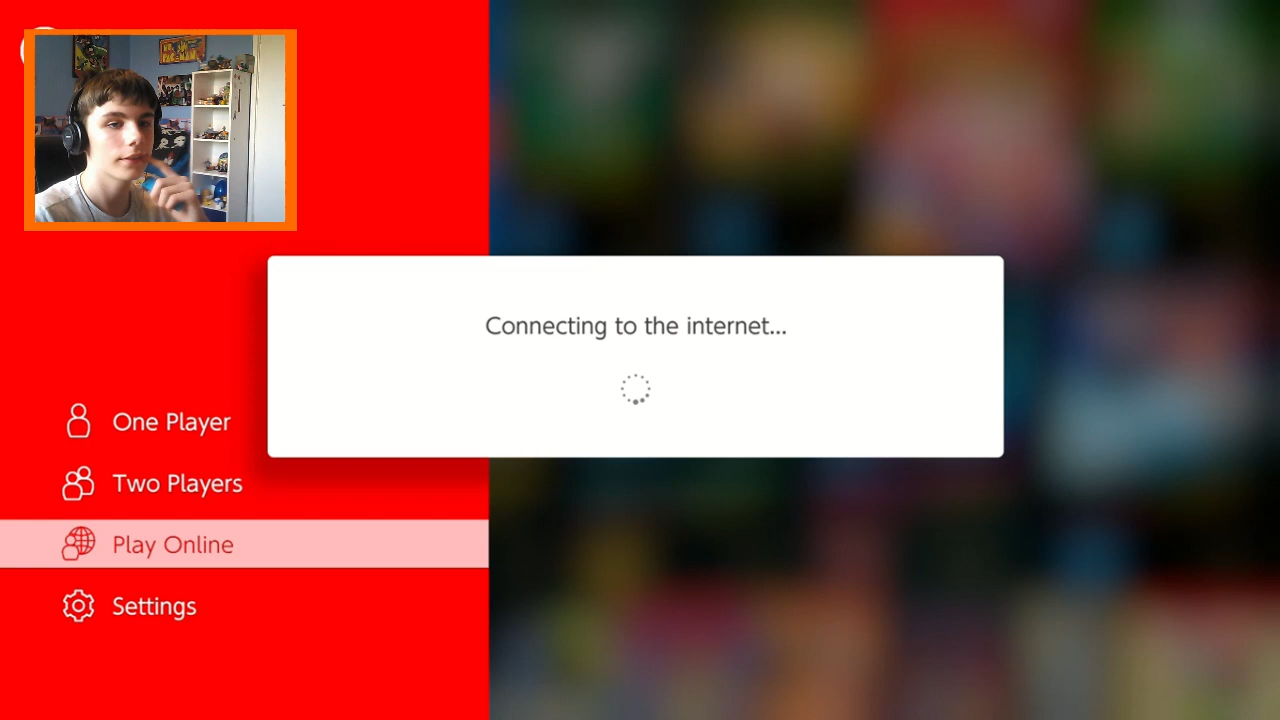 Connecting to the internet...
One Player
Two Players
Play Online
Settings